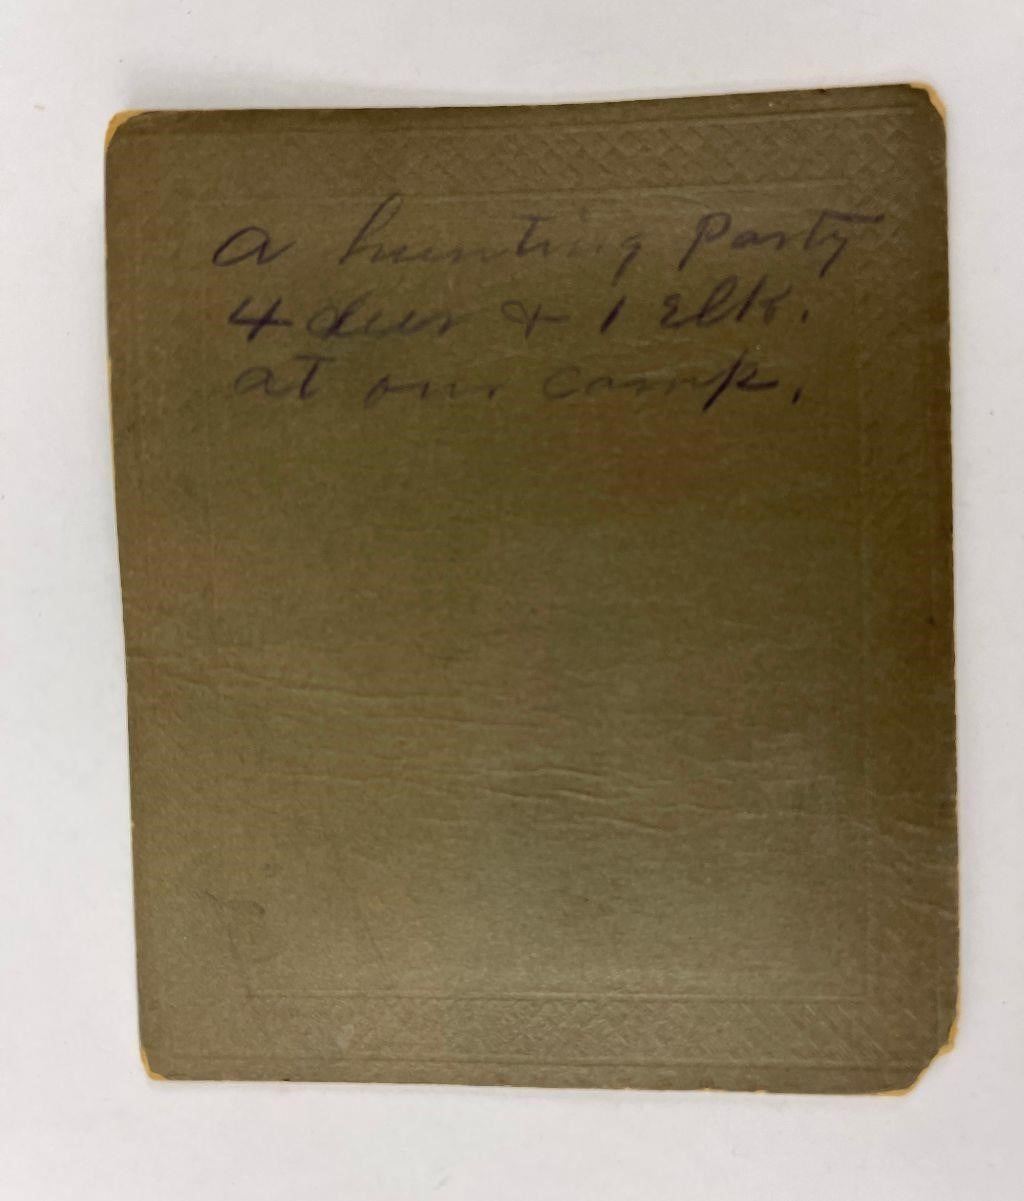 a hunting Party
4 deer & 1 Elk.
at our camp.